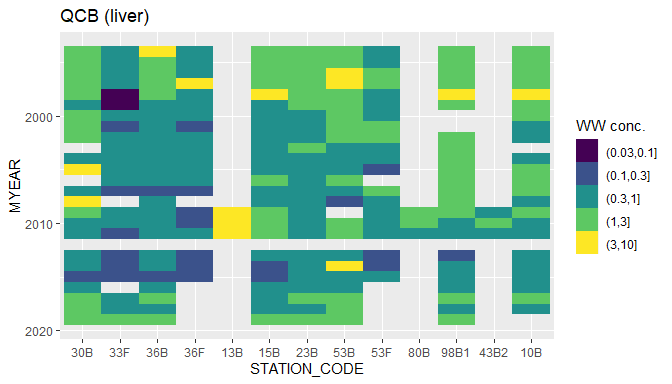 QCB (liver)
MYEAR
2000
2010
2020
30B 33F 36B 36F 13B 15B 23B 53B 53F 80B 98B1 43B2 10B
STATION_CODE
WW conc.
(0.03,0.1]
(0.1,0.3]
(0.3,1]
(1,3]
(3,10]